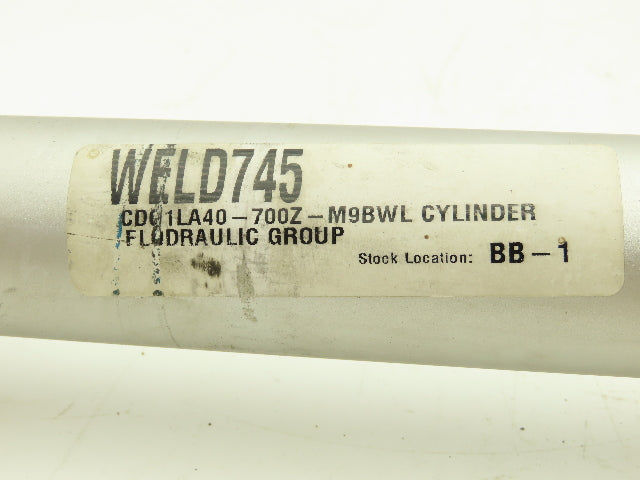 WELD745
CDG1LA40-700Z-M9BWL CYLINDER
FLUDRAULIC GROUP
Stock Location: BB-1